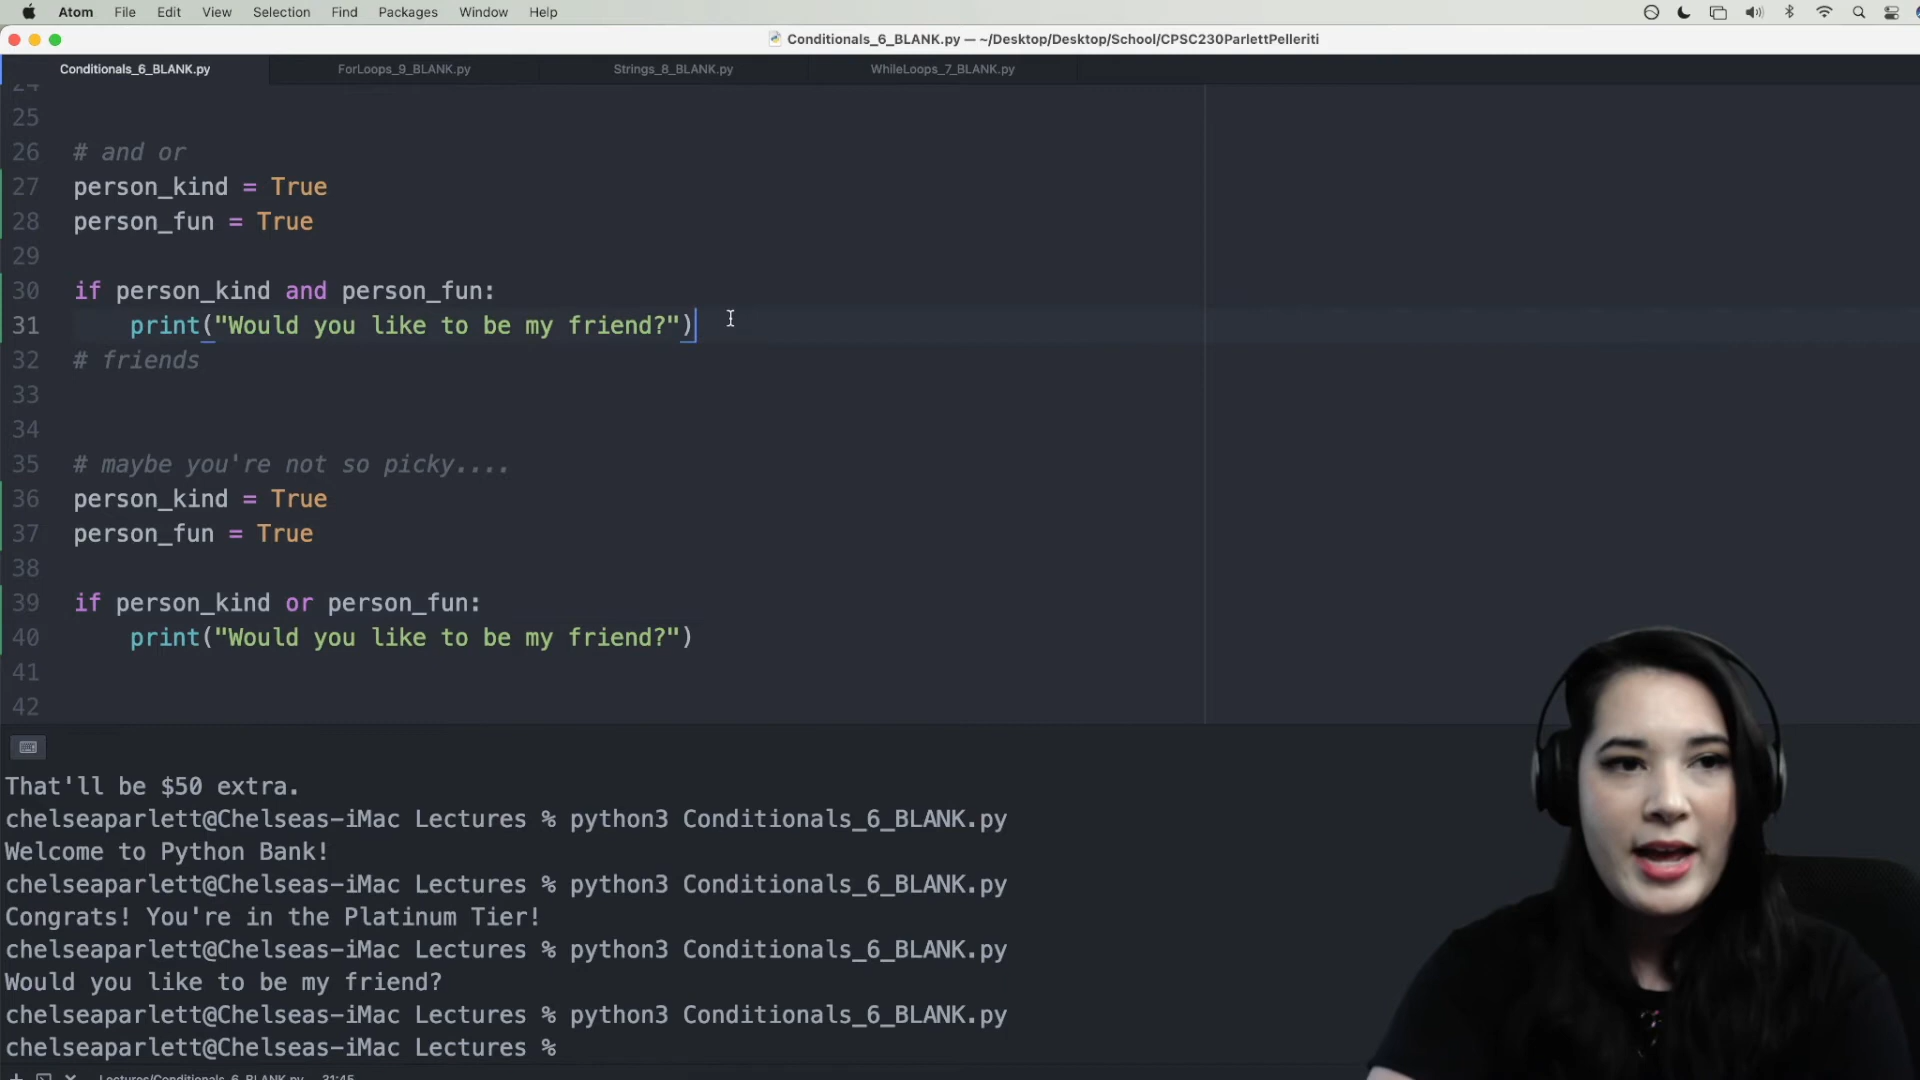 Atom File Edit View Selection Find Packages Window Help
Conditionals_6_BLANK.py — ~/Desktop/Desktop/School/CPSC230ParlettPelleriti
Conditionals_6_BLANK.py ForLoops_9_BLANK.py Strings_8_BLANK.py WhileLoops_7_BLANK.py
24
25
26 # and or
27 person_kind = True
28 person_fun = True
29
30 if person_kind and person_fun:
31 print("Would you like to be my friend?")
32 # friends
33
34
35 # maybe you're not so picky....
36 person_kind = True
37 person_fun = True
38
39 if person_kind or person_fun:
40 print("Would you like to be my friend?")
41
42
That'll be $50 extra.
chelseaparlett@Chelseas-iMac Lectures % python3 Conditionals_6_BLANK.py
Welcome to Python Bank!
chelseaparlett@Chelseas-iMac Lectures % python3 Conditionals_6_BLANK.py
Congrats! You're in the Platinum Tier!
chelseaparlett@Chelseas-iMac Lectures % python3 Conditionals_6_BLANK.py
Would you like to be my friend?
chelseaparlett@Chelseas-iMac Lectures % python3 Conditionals_6_BLANK.py
chelseaparlett@Chelseas-iMac Lectures %
Lectures/Conditionals_6_BLANK.py 31:45